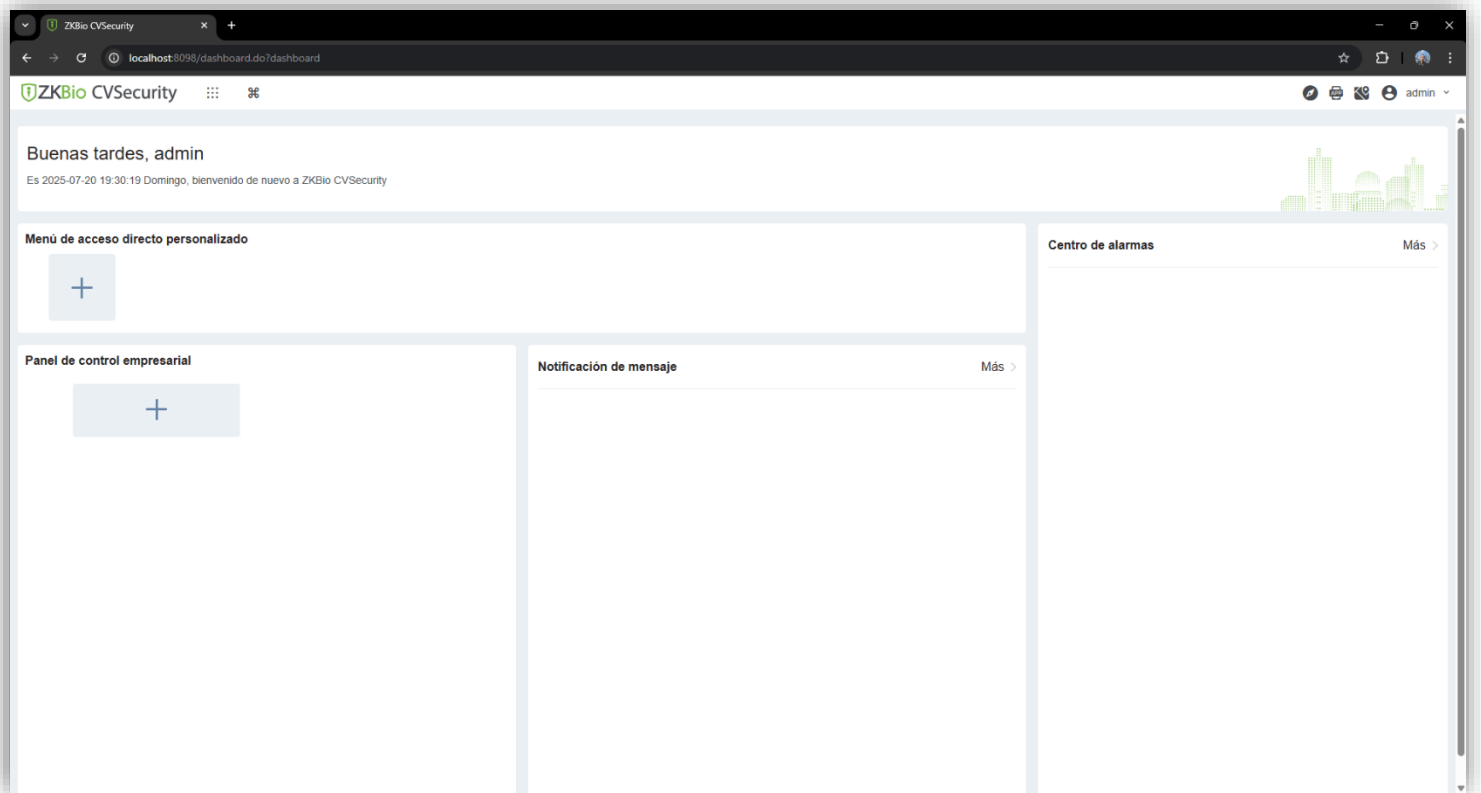 ZKBio CVSecurity
localhost:8098/dashboard.do?dashboard
ZKBio CVSecurity
admin
Buenas tardes, admin
Es 2025-07-20 19:30:19 Domingo, bienvenido de nuevo a ZKBio CVSecurity
Menú de acceso directo personalizado
Centro de alarmas
Más
Panel de control empresarial
Notificación de mensaje
Más